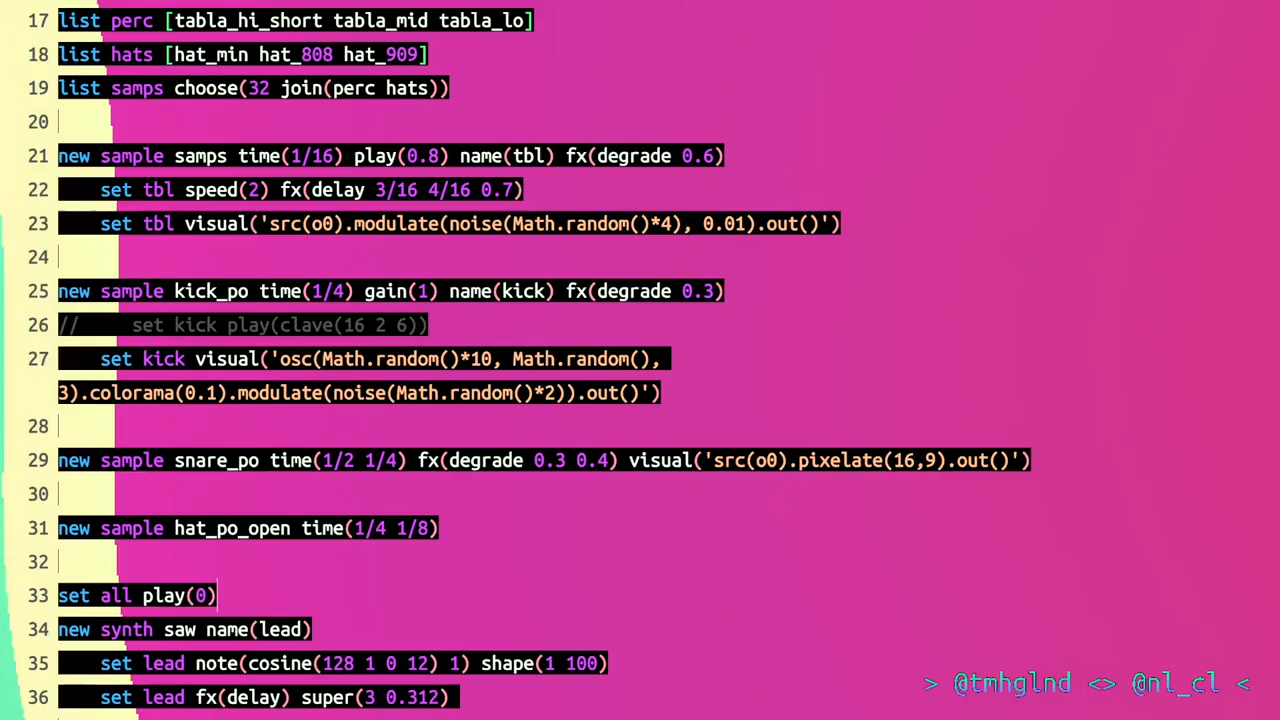 17 list perc [tabla_hi_short tabla_mid tabla_lo]
18 list hats [hat_min hat_808 hat_909]
19 list samps choose(32 join(perc hats))
20
21 new sample samps time(1/16) play(0.8) name(tbl) fx(degrade 0.6)
22     set tbl speed(2) fx(delay 3/16 4/16 0.7)
23     set tbl visual('src(o0).modulate(noise(Math.random()*4), 0.01).out()')
24
25 new sample kick_po time(1/4) gain(1) name(kick) fx(degrade 0.3)
26 //     set kick play(clave(16 2 6))
27     set kick visual('osc(Math.random()*10, Math.random(),
3).colorama(0.1).modulate(noise(Math.random()*2)).out()')
28
29 new sample snare_po time(1/2 1/4) fx(degrade 0.3 0.4) visual('src(o0).pixelate(16,9).out()')
30
31 new sample hat_po_open time(1/4 1/8)
32
33 set all play(0)
34 new synth saw name(lead)
35     set lead note(cosine(128 1 0 12) 1) shape(1 100)
36     set lead fx(delay) super(3 0.312)
> @tmhglnd <> @nl_cl <